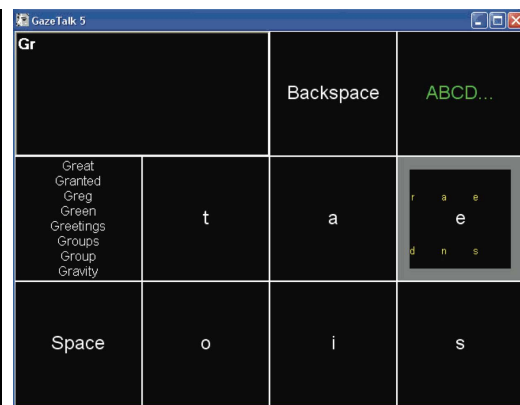 GazeTalk 5
Gr
Backspace
ABCD...
Great
Granted
Greg
Green
Greetings
Groups
Group
Gravity
t
a
r a e
e
d n s
Space
o
i
s